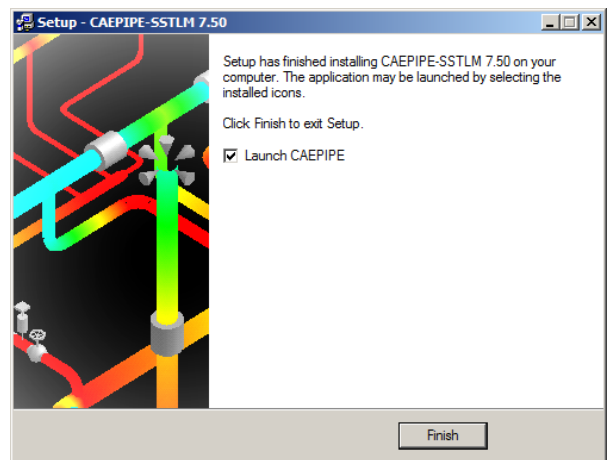 Setup - CAEPIPE-SSTLM 7.50
Setup has finished installing CAEPIPE-SSTLM 7.50 on your
computer. The application may be launched by selecting the
installed icons.
Click Finish to exit Setup.
Launch CAEPIPE
Finish